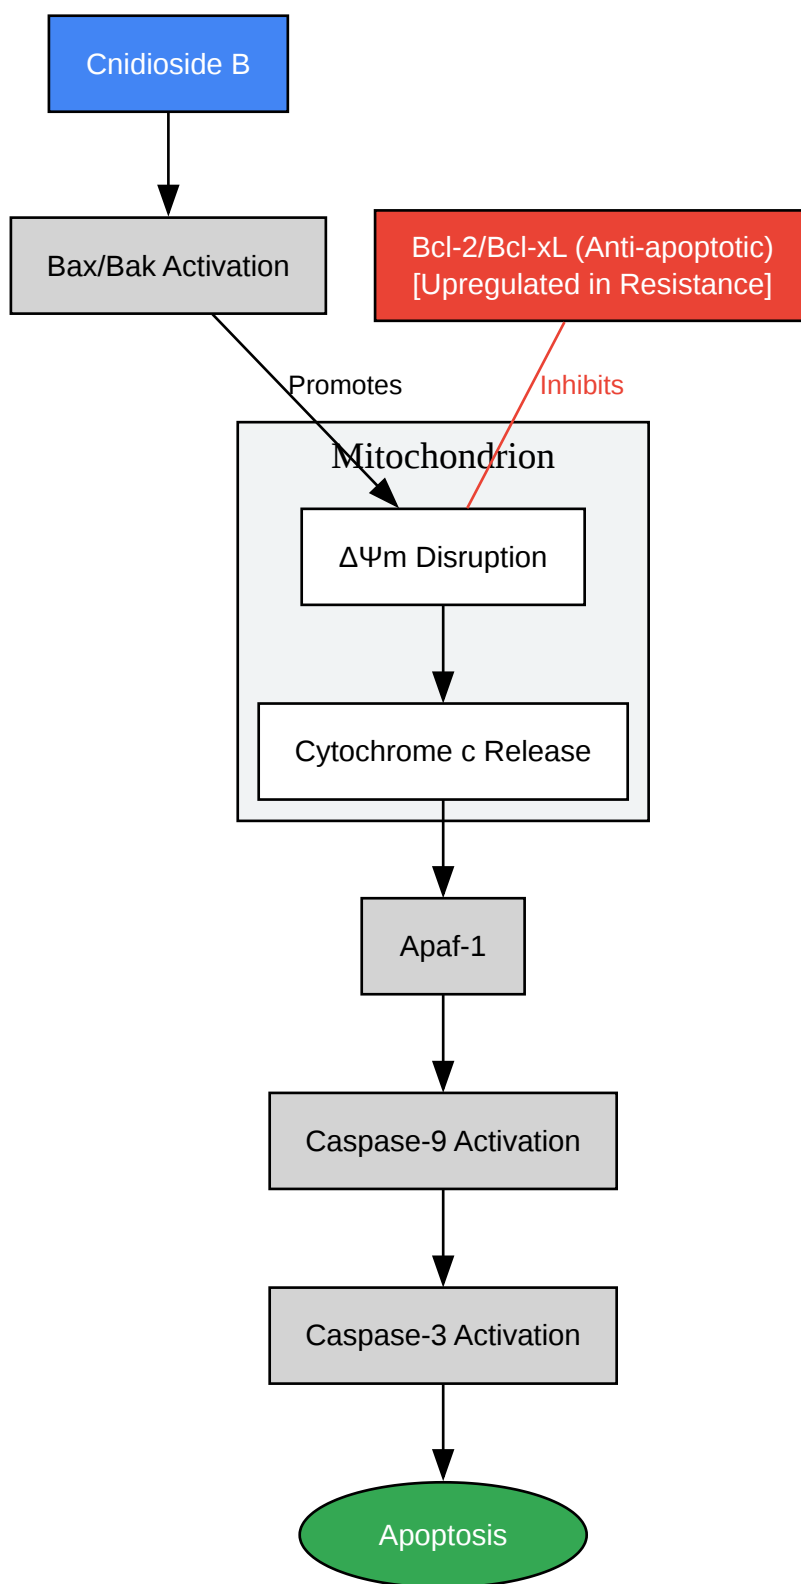 Cnidioside B
Bax/Bak Activation
Bcl-2/Bcl-xL (Anti-apoptotic)
[Upregulated in Resistance]
Promotes
Inhibits
Mitochondrion
ΔΨm Disruption
Cytochrome c Release
Apaf-1
Caspase-9 Activation
Caspase-3 Activation
Apoptosis